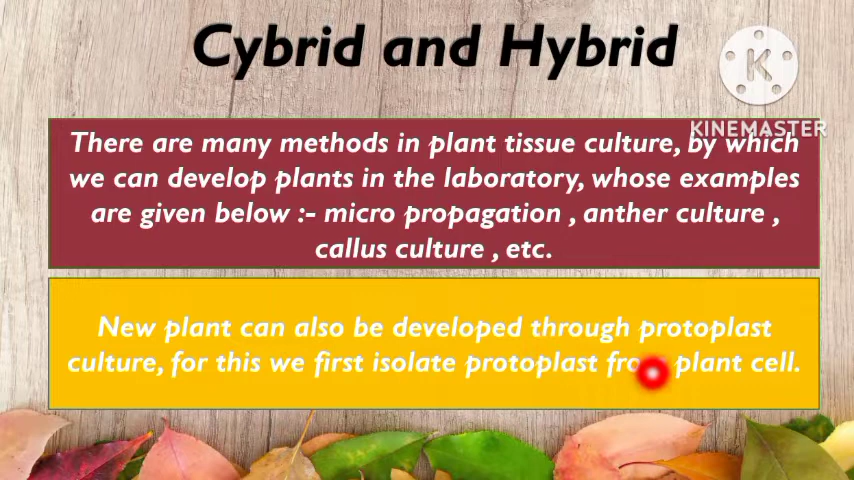 Cybrid and Hybrid
K
KINEMASTER
There are many methods in plant tissue culture, by which
we can develop plants in the laboratory, whose examples
are given below :- micro propagation , anther culture ,
callus culture , etc.
New plant can also be developed through protoplast
culture, for this we first isolate protoplast from plant cell.